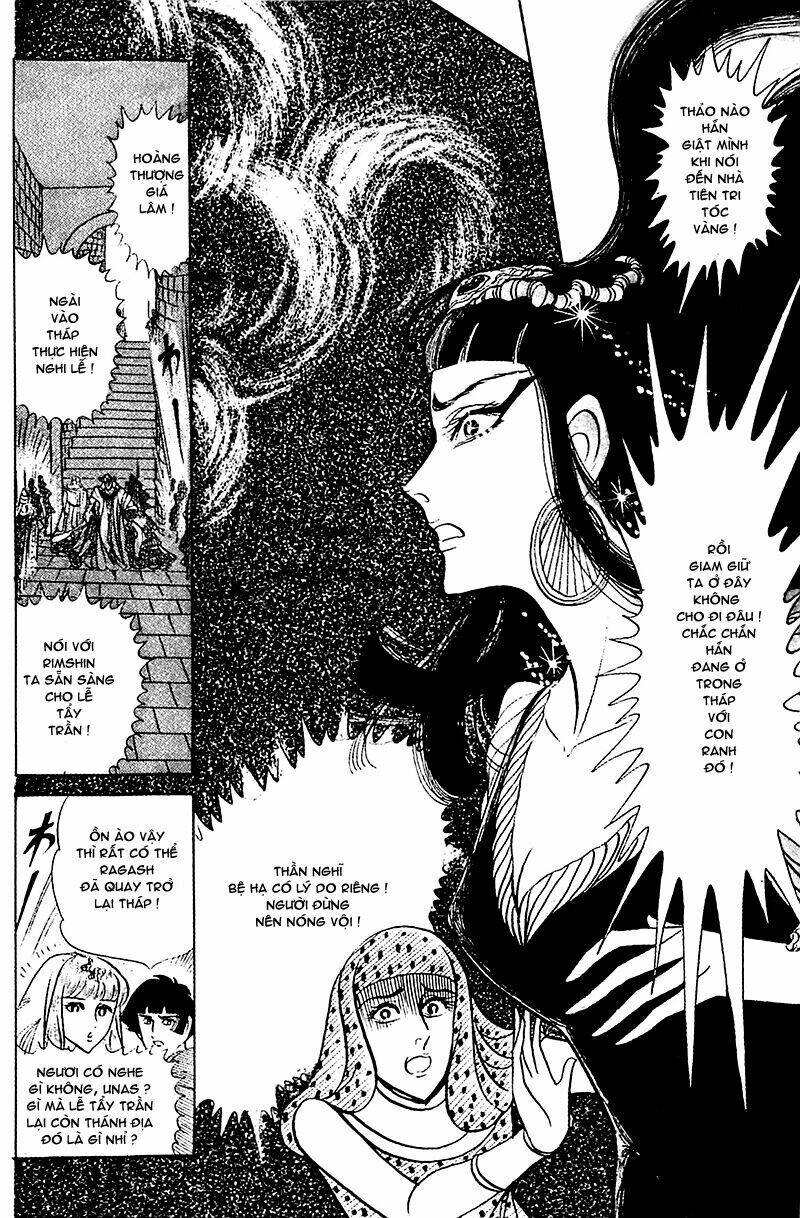 THẢO NÀO
HẮN
GIẬT MÌNH
KHI NÓI
ĐẾN NHÀ
TIÊN TRI
TÓC
VÀNG !
RỒI
GIAM GIỮ
TA Ở ĐÂY
KHÔNG
CHO ĐI ĐÂU !
CHẮC CHẮN
HẮN
ĐANG Ở
TRONG
THÁP
VỚI
CON
RANH
ĐÓ !
THẦN NGHĨ
BỆ HẠ CÓ LÝ DO RIÊNG !
NGƯỜI ĐỪNG
NÊN NÓNG VỘI !
HOÀNG
THƯỢNG
GIÁ
LÂM !
NGÀI
VÀO
THÁP
THỰC HIỆN
NGHI LỄ !
わー
NÓI VỚI
RIMSHIN
TA SẴN SÀNG
CHO LỄ
TẨY
TRẦN !
わー
ỒN ÀO VẬY
THÌ RẤT CÓ THỂ
RAGASH
ĐÃ QUAY TRỞ
LẠI THÁP !
NGƯƠI CÓ NGHE
GÌ KHÔNG, UNAS ?
GÌ MÀ LỄ TẨY TRẦN
LẠI CÒN THÁNH ĐỊA
ĐÓ LÀ GÌ NHỈ ?